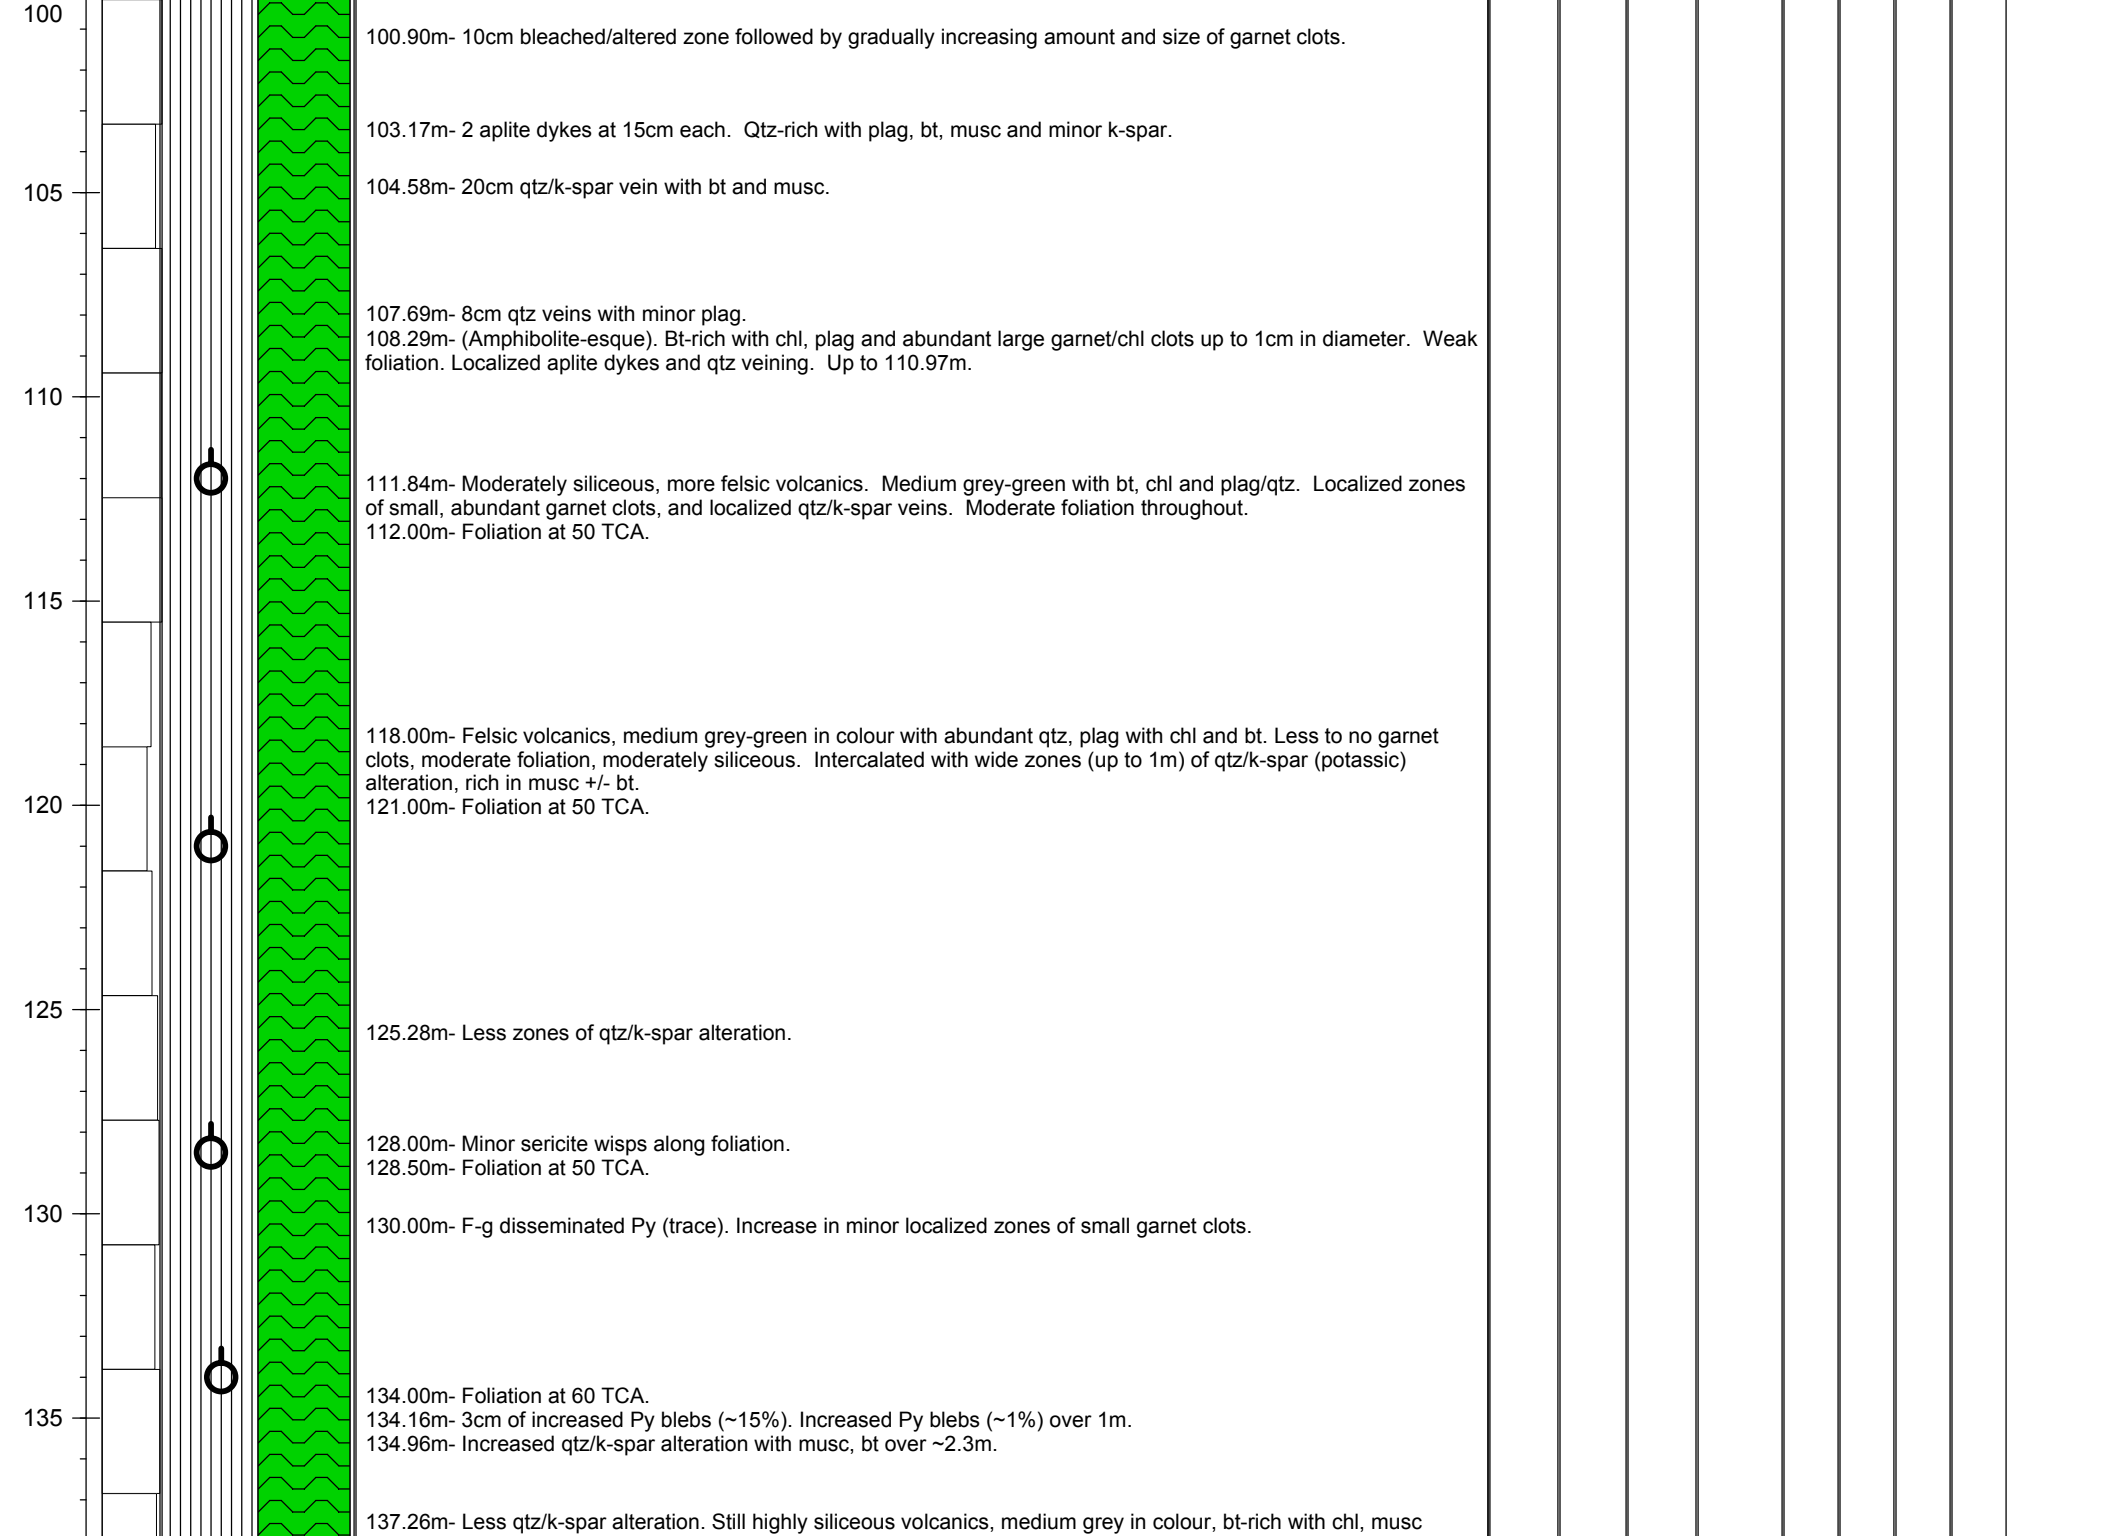 100
100.90m- 10cm bleached/altered zone followed by gradually increasing amount and size of garnet clots.
103.17m- 2 aplite dykes at 15cm each.  Qtz-rich with plag, bt, musc and minor k-spar.
105
104.58m- 20cm qtz/k-spar vein with bt and musc.
107.69m- 8cm qtz veins with minor plag.
108.29m- (Amphibolite-esque). Bt-rich with chl, plag and abundant large garnet/chl clots up to 1cm in diameter.  Weak
foliation. Localized aplite dykes and qtz veining.  Up to 110.97m.
110
111.84m- Moderately siliceous, more felsic volcanics.  Medium grey-green with bt, chl and plag/qtz.  Localized zones
of small, abundant garnet clots, and localized qtz/k-spar veins.  Moderate foliation throughout.
112.00m- Foliation at 50 TCA.
115
118.00m- Felsic volcanics, medium grey-green in colour with abundant qtz, plag with chl and bt. Less to no garnet
clots, moderate foliation, moderately siliceous.  Intercalated with wide zones (up to 1m) of qtz/k-spar (potassic)
alteration, rich in musc +/- bt.
120
121.00m- Foliation at 50 TCA.
125
125.28m- Less zones of qtz/k-spar alteration.
128.00m- Minor sericite wisps along foliation.
128.50m- Foliation at 50 TCA.
130
130.00m- F-g disseminated Py (trace). Increase in minor localized zones of small garnet clots.
134.00m- Foliation at 60 TCA.
135
134.16m- 3cm of increased Py blebs (~15%). Increased Py blebs (~1%) over 1m.
134.96m- Increased qtz/k-spar alteration with musc, bt over ~2.3m.
137.26m- Less qtz/k-spar alteration. Still highly siliceous volcanics, medium grey in colour, bt-rich with chl, musc